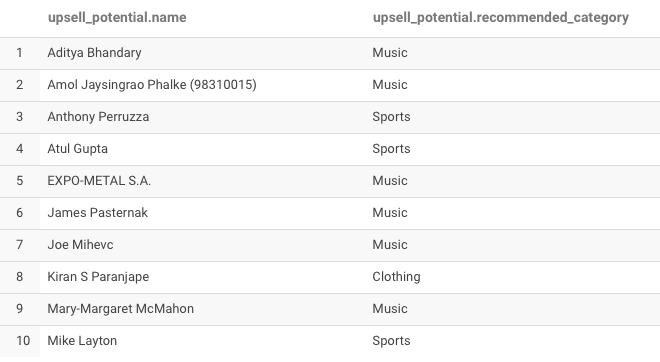 upsell_potential.name upsell_potential.recommended_category
1 Aditya Bhandary Music
2 Amol Jaysingrao Phalke (98310015) Music
3 Anthony Perruzza Sports
4 Atul Gupta Sports
5 EXPO-METAL S.A. Music
6 James Pasternak Music
7 Joe Mihevc Music
8 Kiran S Paranjape Clothing
9 Mary-Margaret McMahon Music
10 Mike Layton Sports